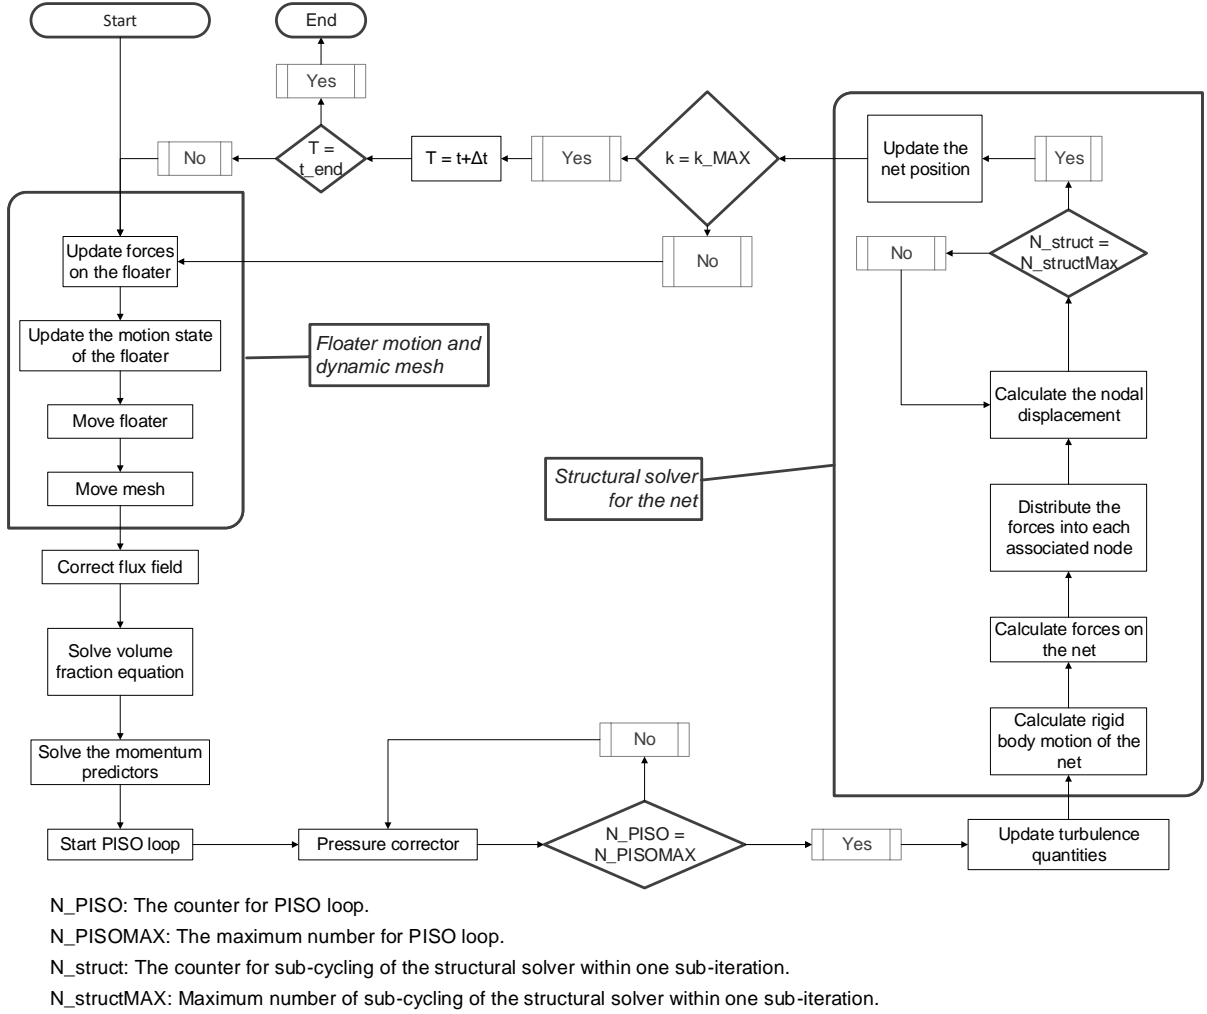 Start
End
Yes
No
T =
t_end
T = t+Δt
Yes
k = k_MAX
No
Update the
net position
Yes
N_struct =
N_structMax
No
Update forces
on the floater
Update the motion state
of the floater
Move floater
Move mesh
Floater motion and
dynamic mesh
Correct flux field
Solve volume
fraction equation
Solve the momentum
predictors
Start PISO loop
Pressure corrector
No
N_PISO =
N_PISOMAX
Yes
Update turbulence
quantities
Calculate rigid
body motion of the
net
Calculate forces on
the net
Distribute the
forces into each
associated node
Calculate the nodal
displacement
Structural solver
for the net
N_PISO: The counter for PISO loop.
N_PISOMAX: The maximum number for PISO loop.
N_struct: The counter for sub-cycling of the structural solver within one sub-iteration.
N_structMAX: Maximum number of sub-cycling of the structural solver within one sub-iteration.